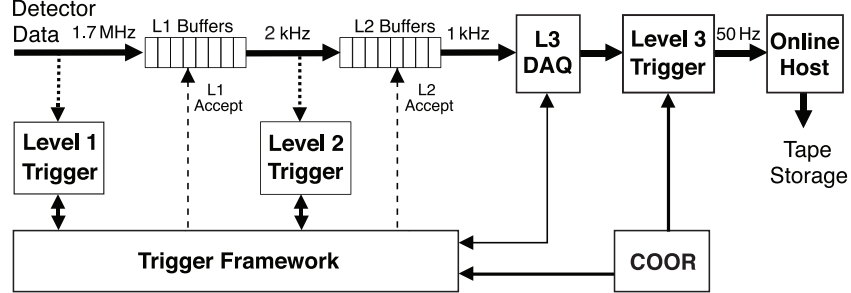 Detector
Data
1.7 MHz
L1 Buffers
2 kHz
L2 Buffers
1 kHz
L3
DAQ
Level 3
Trigger
50 Hz
Online
Host
L1
Accept
L2
Accept
Level 1
Trigger
Level 2
Trigger
Tape
Storage
Trigger Framework
COOR